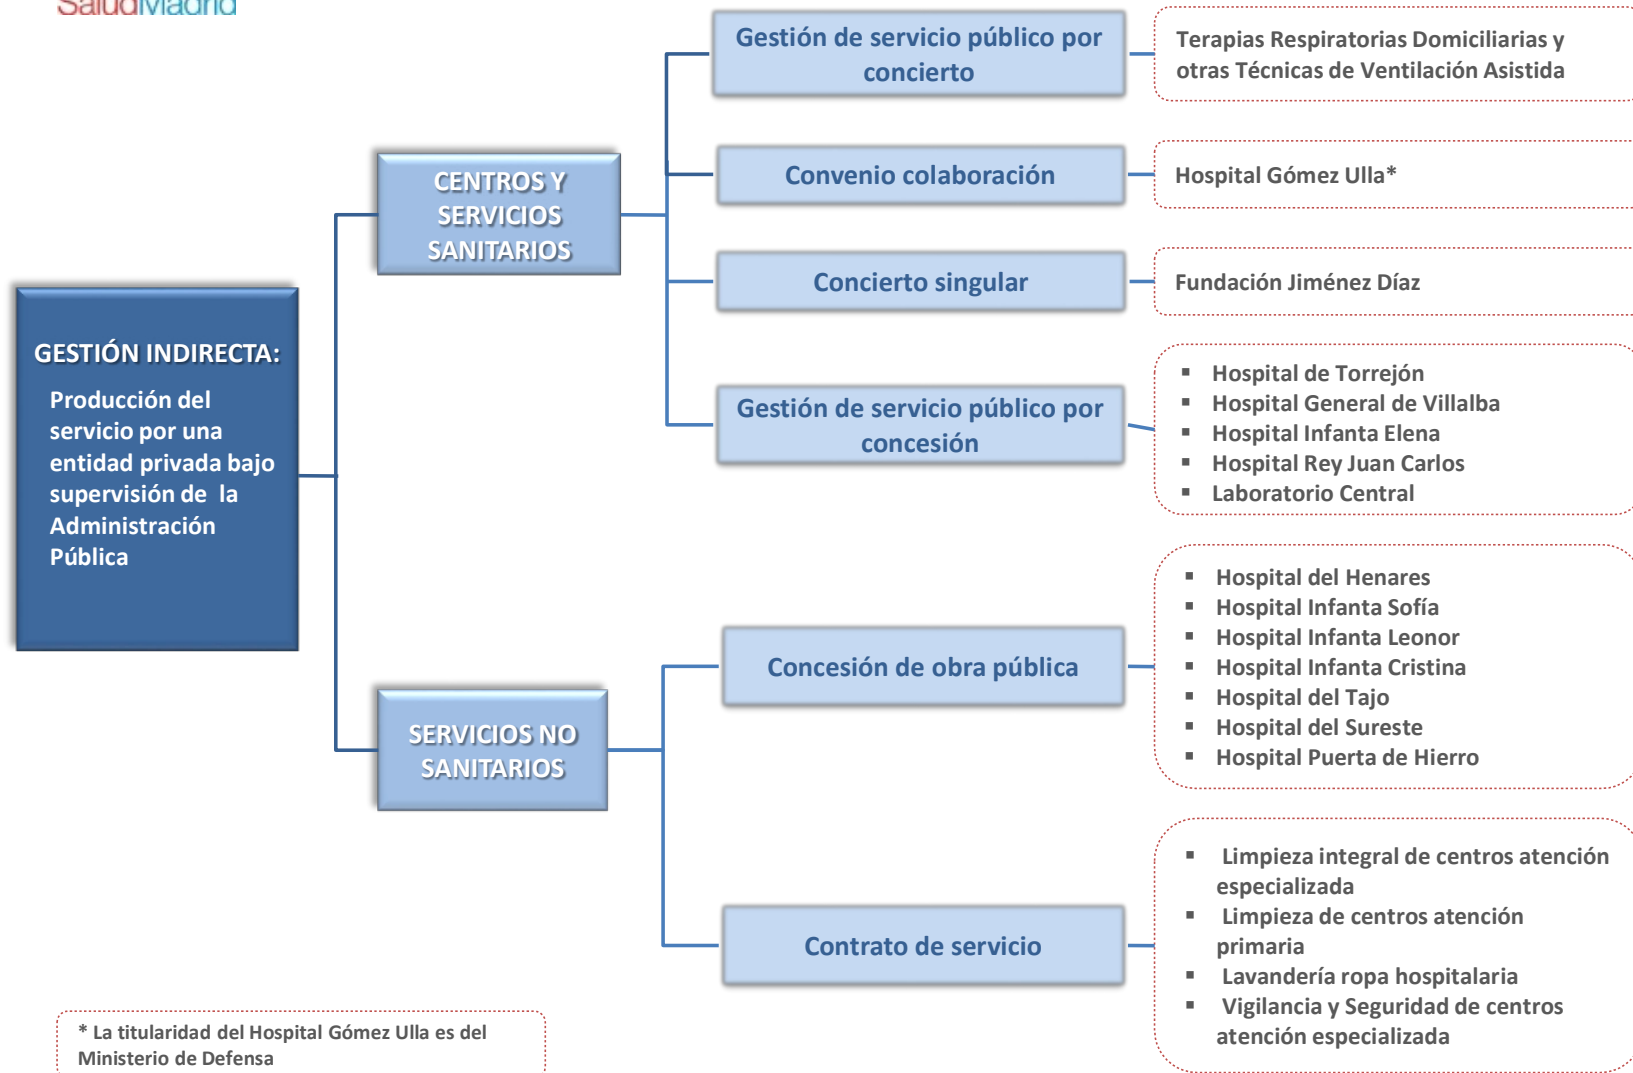 SaludMadrid
GESTIÓN INDIRECTA:
Producción del
servicio por una
entidad privada bajo
supervisión de la
Administración
Pública
CENTROS Y
SERVICIOS
SANITARIOS
Gestión de servicio público por
concierto
Terapias Respiratorias Domiciliarias y
otras Técnicas de Ventilación Asistida
Convenio colaboración
Hospital Gómez Ulla*
Concierto singular
Fundación Jiménez Díaz
Gestión de servicio público por
concesión
▪ Hospital de Torrejón
▪ Hospital General de Villalba
▪ Hospital Infanta Elena
▪ Hospital Rey Juan Carlos
▪ Laboratorio Central
SERVICIOS NO
SANITARIOS
Concesión de obra pública
▪ Hospital del Henares
▪ Hospital Infanta Sofía
▪ Hospital Infanta Leonor
▪ Hospital Infanta Cristina
▪ Hospital del Tajo
▪ Hospital del Sureste
▪ Hospital Puerta de Hierro
Contrato de servicio
▪ Limpieza integral de centros atención
especializada
▪ Limpieza de centros atención
primaria
▪ Lavandería ropa hospitalaria
▪ Vigilancia y Seguridad de centros
atención especializada
* La titularidad del Hospital Gómez Ulla es del
Ministerio de Defensa